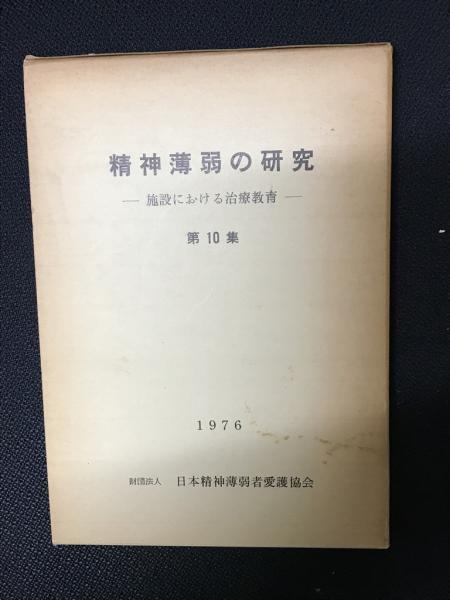 精神薄弱の研究
― 施設における治療教育 ―
第10集
1976
財団法人 日本精神薄弱者愛護協会